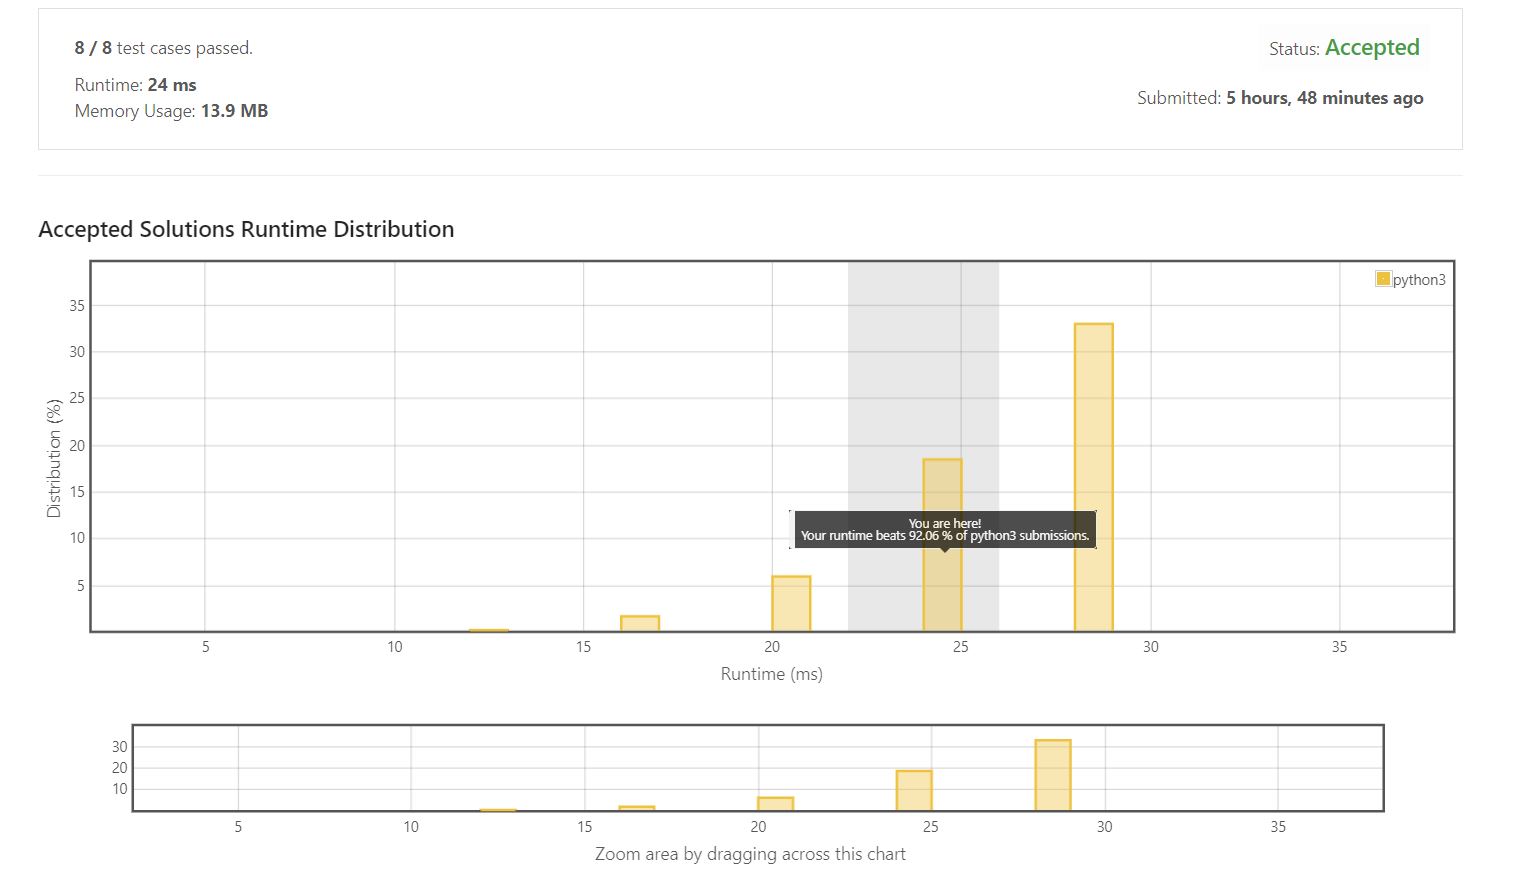 8 / 8 test cases passed.
Status: Accepted
Runtime: 24 ms
Memory Usage: 13.9 MB
Submitted: 5 hours, 48 minutes ago
Accepted Solutions Runtime Distribution
python3
35
30
25
20
15
10
5
Distribution (%)
You are here!
Your runtime beats 92.06 % of python3 submissions.
5 10 15 20 25 30 35
Runtime (ms)
30
20
10
5 10 15 20 25 30 35
Zoom area by dragging across this chart